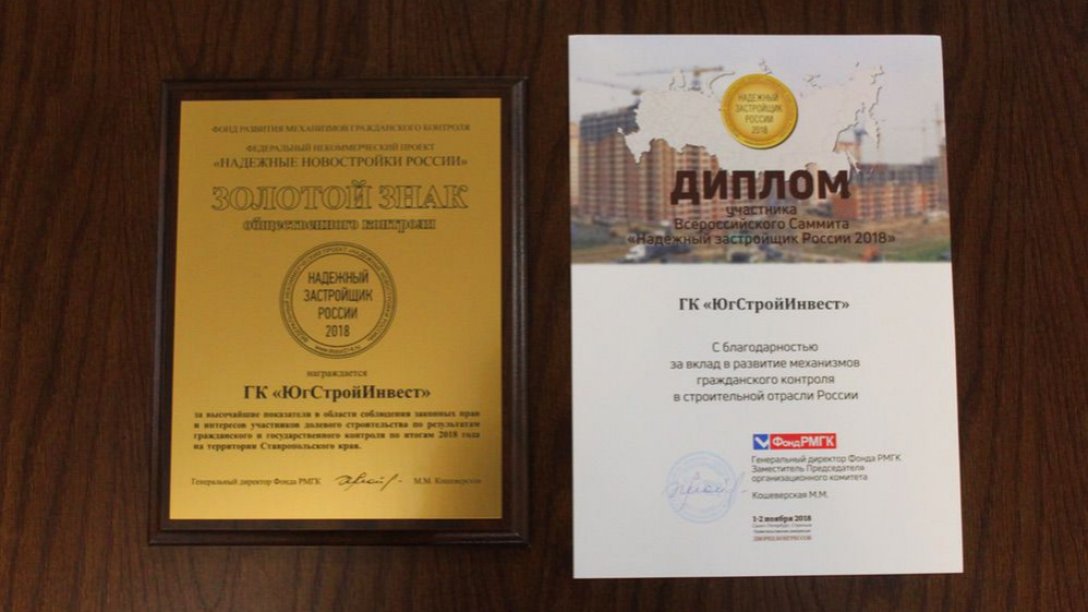 ФОНД РАЗВИТИЯ МЕХАНИЗМОВ ГРАЖДАНСКОГО КОНТРОЛЯ
ФЕДЕРАЛЬНЫЙ НЕКОММЕРЧЕСКИЙ ПРОЕКТ
«НАДЕЖНЫЕ НОВОСТРОЙКИ РОССИИ»
ЗОЛОТОЙ ЗНАК
общественного контроля
НАДЕЖНЫЙ
ЗАСТРОЙЩИК
РОССИИ
2018
награждается
ГК «ЮгСтройИнвест»
за высочайшие показатели в области соблюдения законных прав
и интересов участников долевого строительства по результатам
гражданского и государственного контроля по итогам 2018 года
на территории Ставропольского края.
Генеральный директор Фонда РМГК
М.М. Кошеверская
НАДЕЖНЫЙ
ЗАСТРОЙЩИК
РОССИИ
2018
ДИПЛОМ
участника
Всероссийского Саммита
«Надежный застройщик России 2018»
ГК «ЮгСтройИнвест»
С благодарностью
за вклад в развитие механизмов
гражданского контроля
в строительной отрасли России
ФондРМГК
Генеральный директор Фонда РМГК
Заместитель Председателя
организационного комитета
Кошеверская М.М.
1-2 ноября 2018
ДВОРЕЦ КОНГРЕССОВ